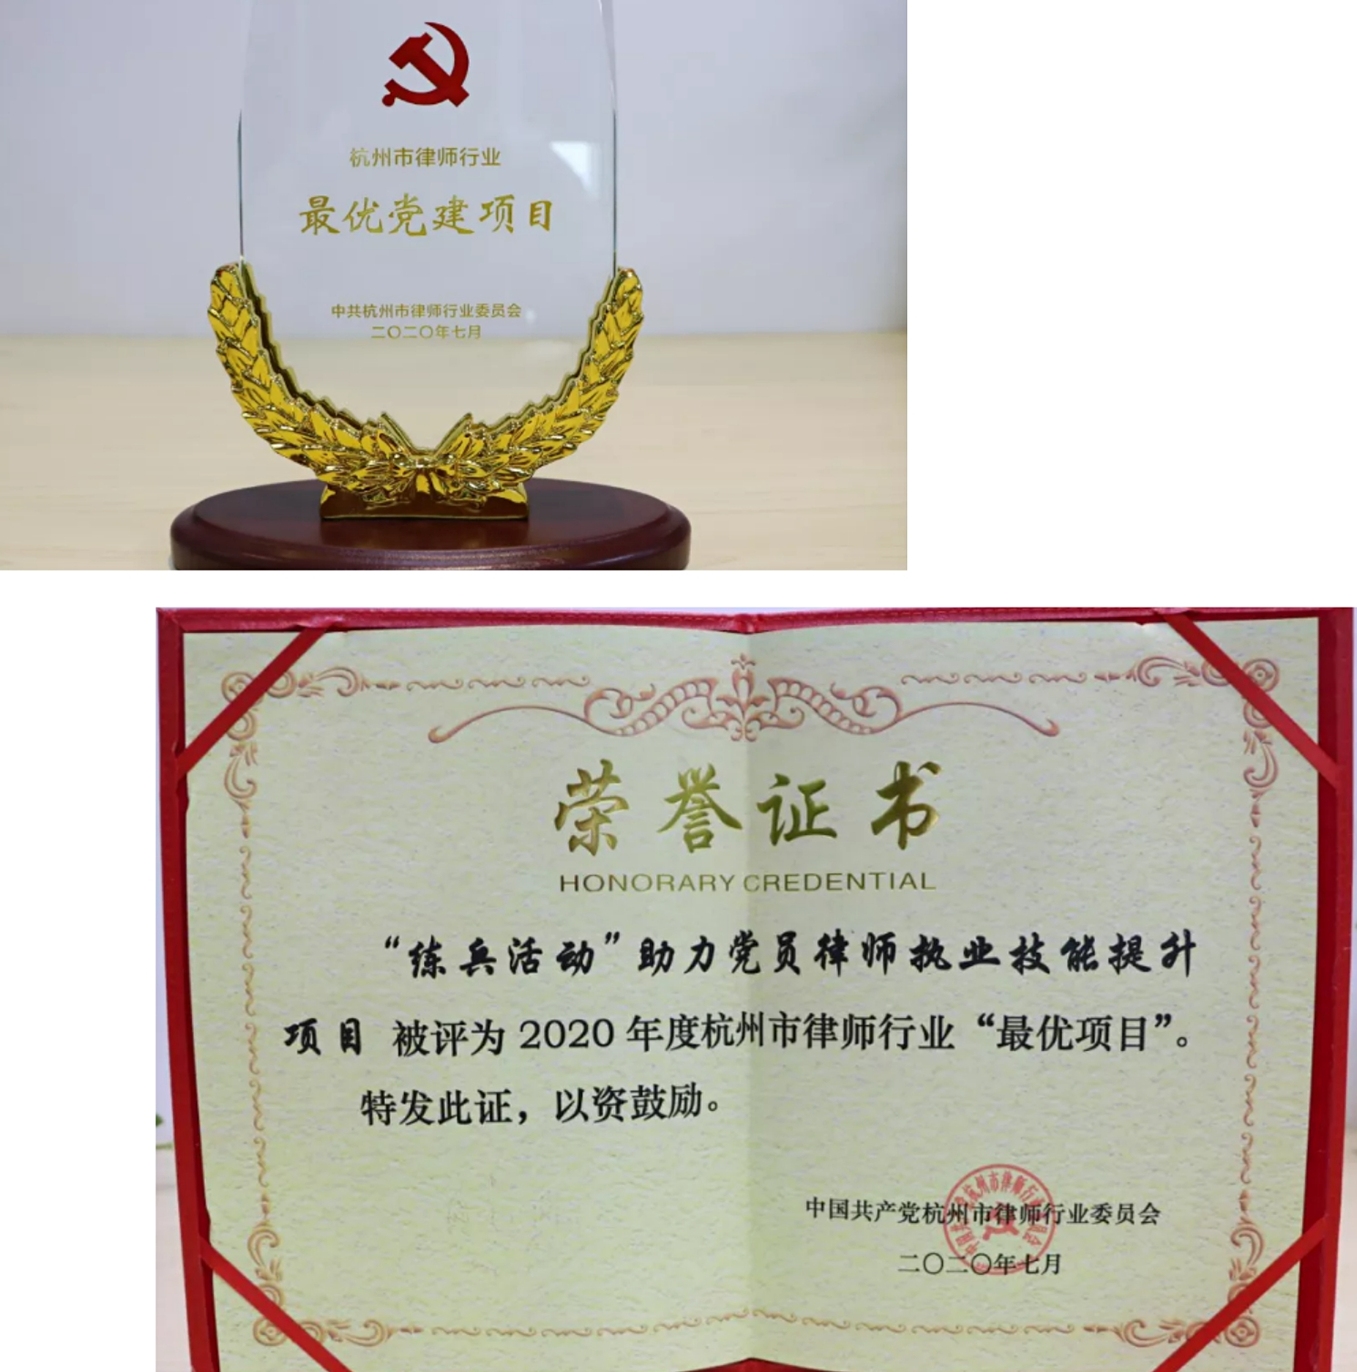 杭州市律师行业
最优党建项目
中共杭州市律师行业委员会
二〇二〇年七月
荣誉证书
HONORARY CREDENTIAL
“练兵活动”助力党员律师执业技能提升
项目 被评为 2020 年度杭州市律师行业“最优项目”。
特发此证，以资鼓励。
中国共产党杭州市律师行业委员会
二〇二〇年七月